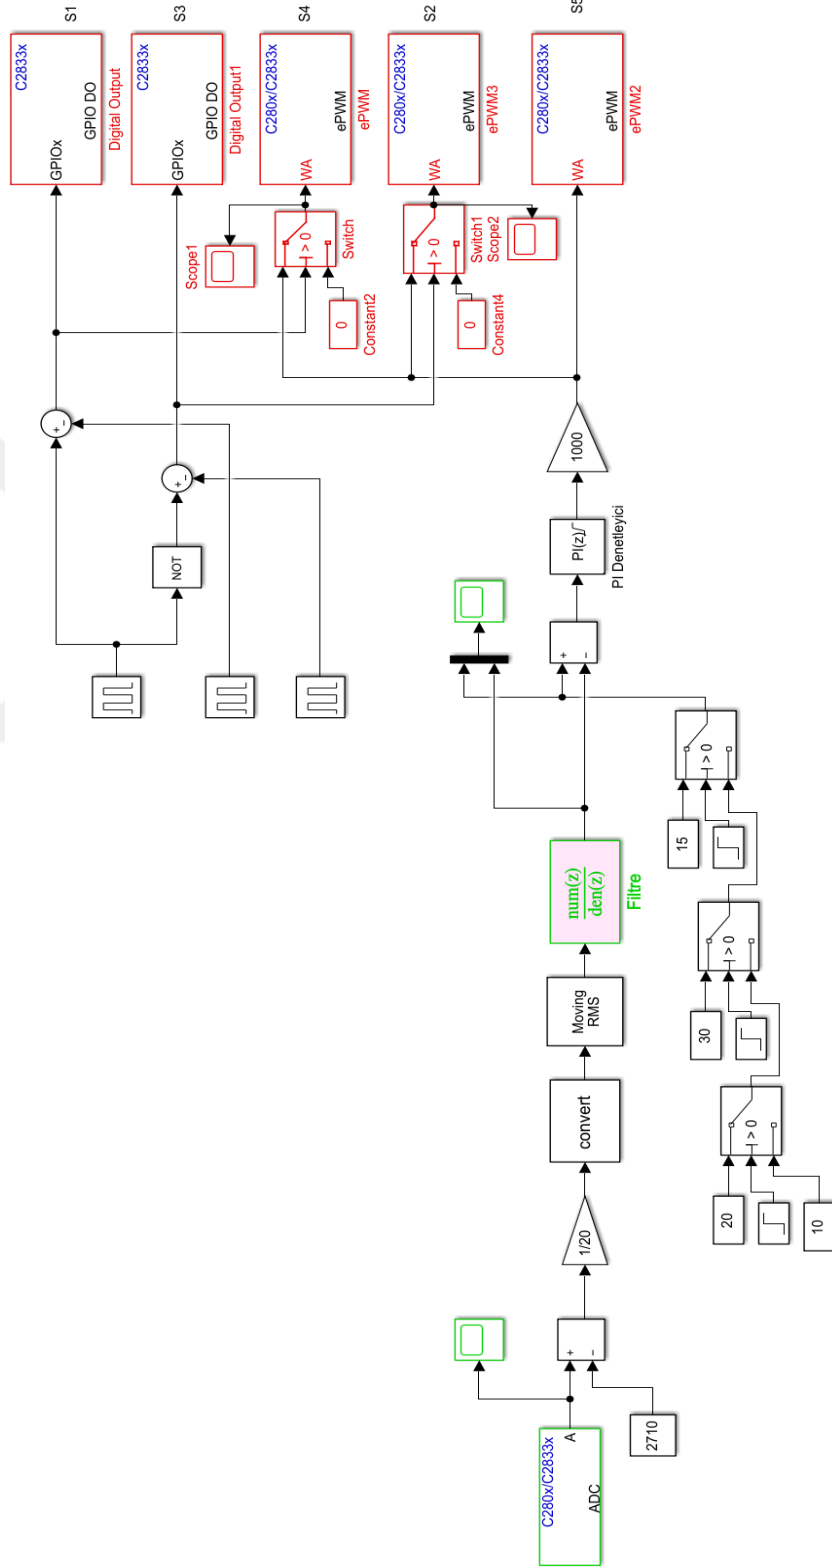 S1
C2833x
GPIOx
GPIO DO
Digital Output
S3
C2833x
GPIOx
GPIO DO
Digital Output1
S4
C280x/C2833x
WA
ePWM
ePWM
S2
C280x/C2833x
WA
ePWM
ePWM3
C280x/C2833x
WA
ePWM
ePWM2
Scope1
> 0
Switch
0
Constant2
> 0
Switch1
Scope2
0
Constant4
+
−
+
−
NOT
1000
PI(z)
PI Denetleyici
+
−
num(z)
den(z)
Filtre
Moving
RMS
convert
1/20
+
−
2710
C280x/C2833x
A
ADC
15
> 0
30
> 0
20
> 0
10